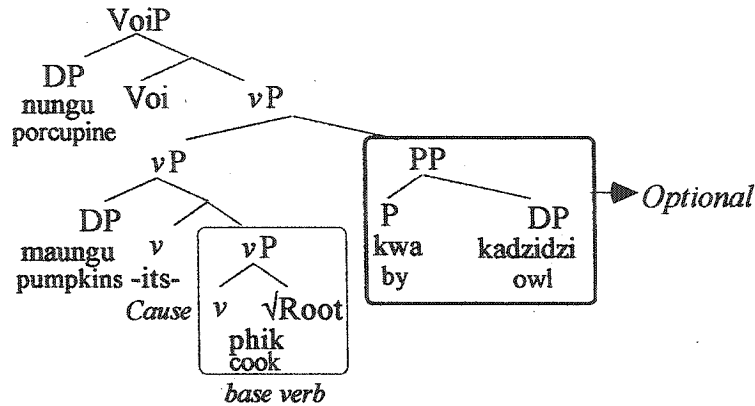 VoiP
DP Voi vP
nungu
porcupine
vP PP
Optional
DP v vP P DP
maungu -its- kwa kadzidzi
pumpkins Cause v √Root by owl
phik
cook
base verb